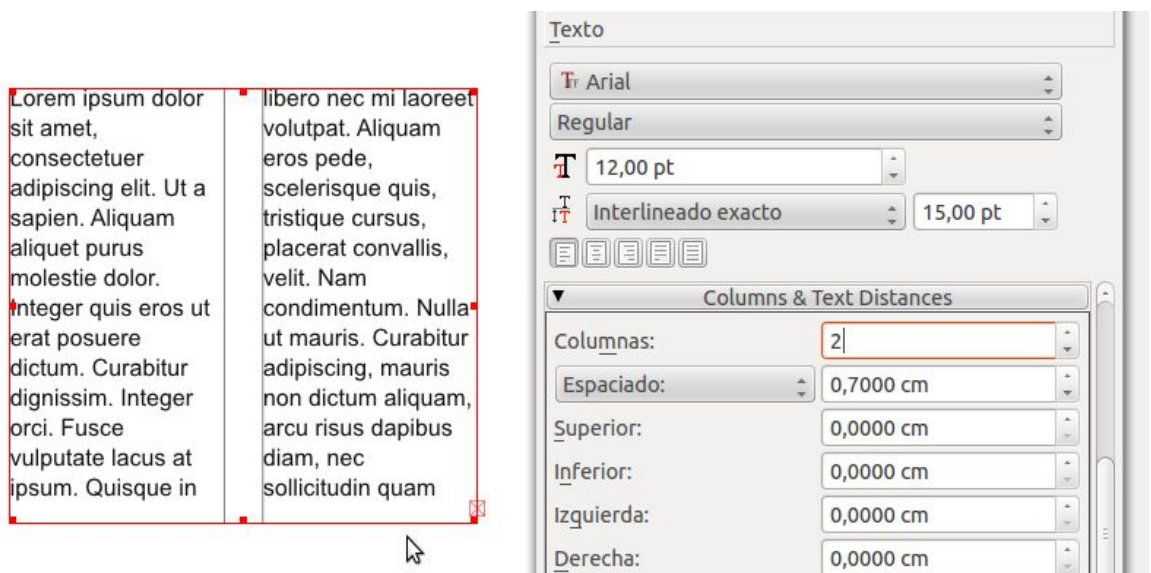 Lorem ipsum dolor
sit amet,
consectetuer
adipiscing elit. Ut a
sapien. Aliquam
aliquet purus
molestie dolor.
Integer quis eros ut
erat posuere
dictum. Curabitur
dignissim. Integer
orci. Fusce
vulputate lacus at
ipsum. Quisque in
libero nec mi laoreet
volutpat. Aliquam
eros pede,
scelerisque quis,
tristique cursus,
placerat convallis,
velit. Nam
condimentum. Nulla
ut mauris. Curabitur
adipiscing, mauris
non dictum aliquam,
arcu risus dapibus
diam, nec
sollicitudin quam
Texto
Arial
Regular
12,00 pt
Interlineado exacto 15,00 pt
Columns & Text Distances
Columnas: 2
Espaciado: 0,7000 cm
Superior: 0,0000 cm
Inferior: 0,0000 cm
Izquierda: 0,0000 cm
Derecha: 0,0000 cm